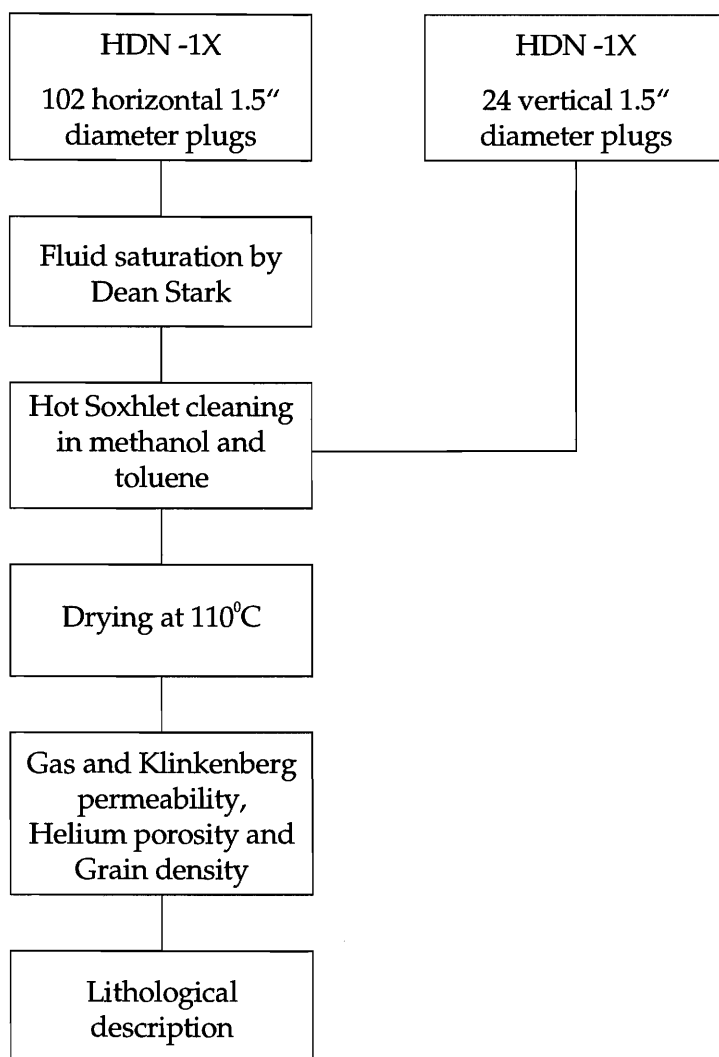 HDN -1X
102 horizontal 1.5"
diameter plugs
HDN -1X
24 vertical 1.5"
diameter plugs
Fluid saturation by
Dean Stark
Hot Soxhlet cleaning
in methanol and
toluene
Drying at 110⁰C
Gas and Klinkenberg
permeability,
Helium porosity and
Grain density
Lithological
description